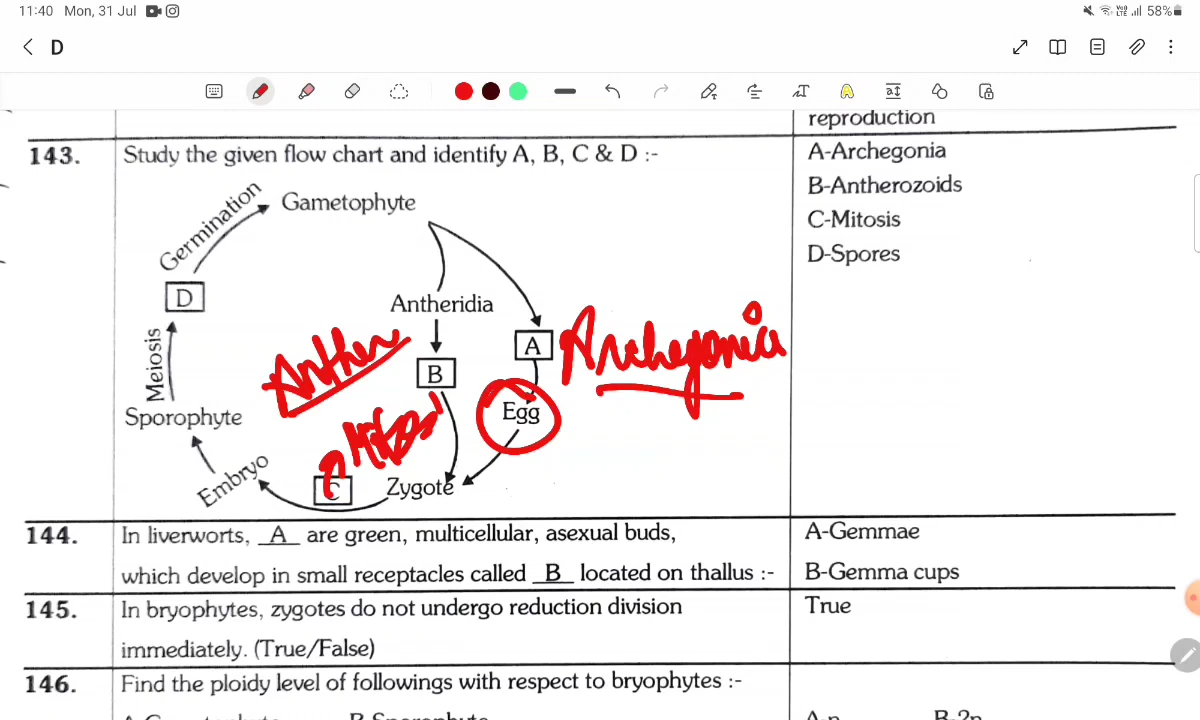 11:40 Mon, 31 Jul
58%
D
reproduction
143. Study the given flow chart and identify A, B, C & D :-
A-Archegonia
B-Antherozoids
C-Mitosis
D-Spores
Germination
Gametophyte
D
Antheridia
Meiosis
A Archegonia
Anther
B
Egg
Sporophyte
Embryo
C
Zygote
144. In liverworts, A are green, multicellular, asexual buds,
which develop in small receptacles called B located on thallus :-
A-Gemmae
B-Gemma cups
145. In bryophytes, zygotes do not undergo reduction division
immediately. (True/False)
True
146. Find the ploidy level of followings with respect to bryophytes :-